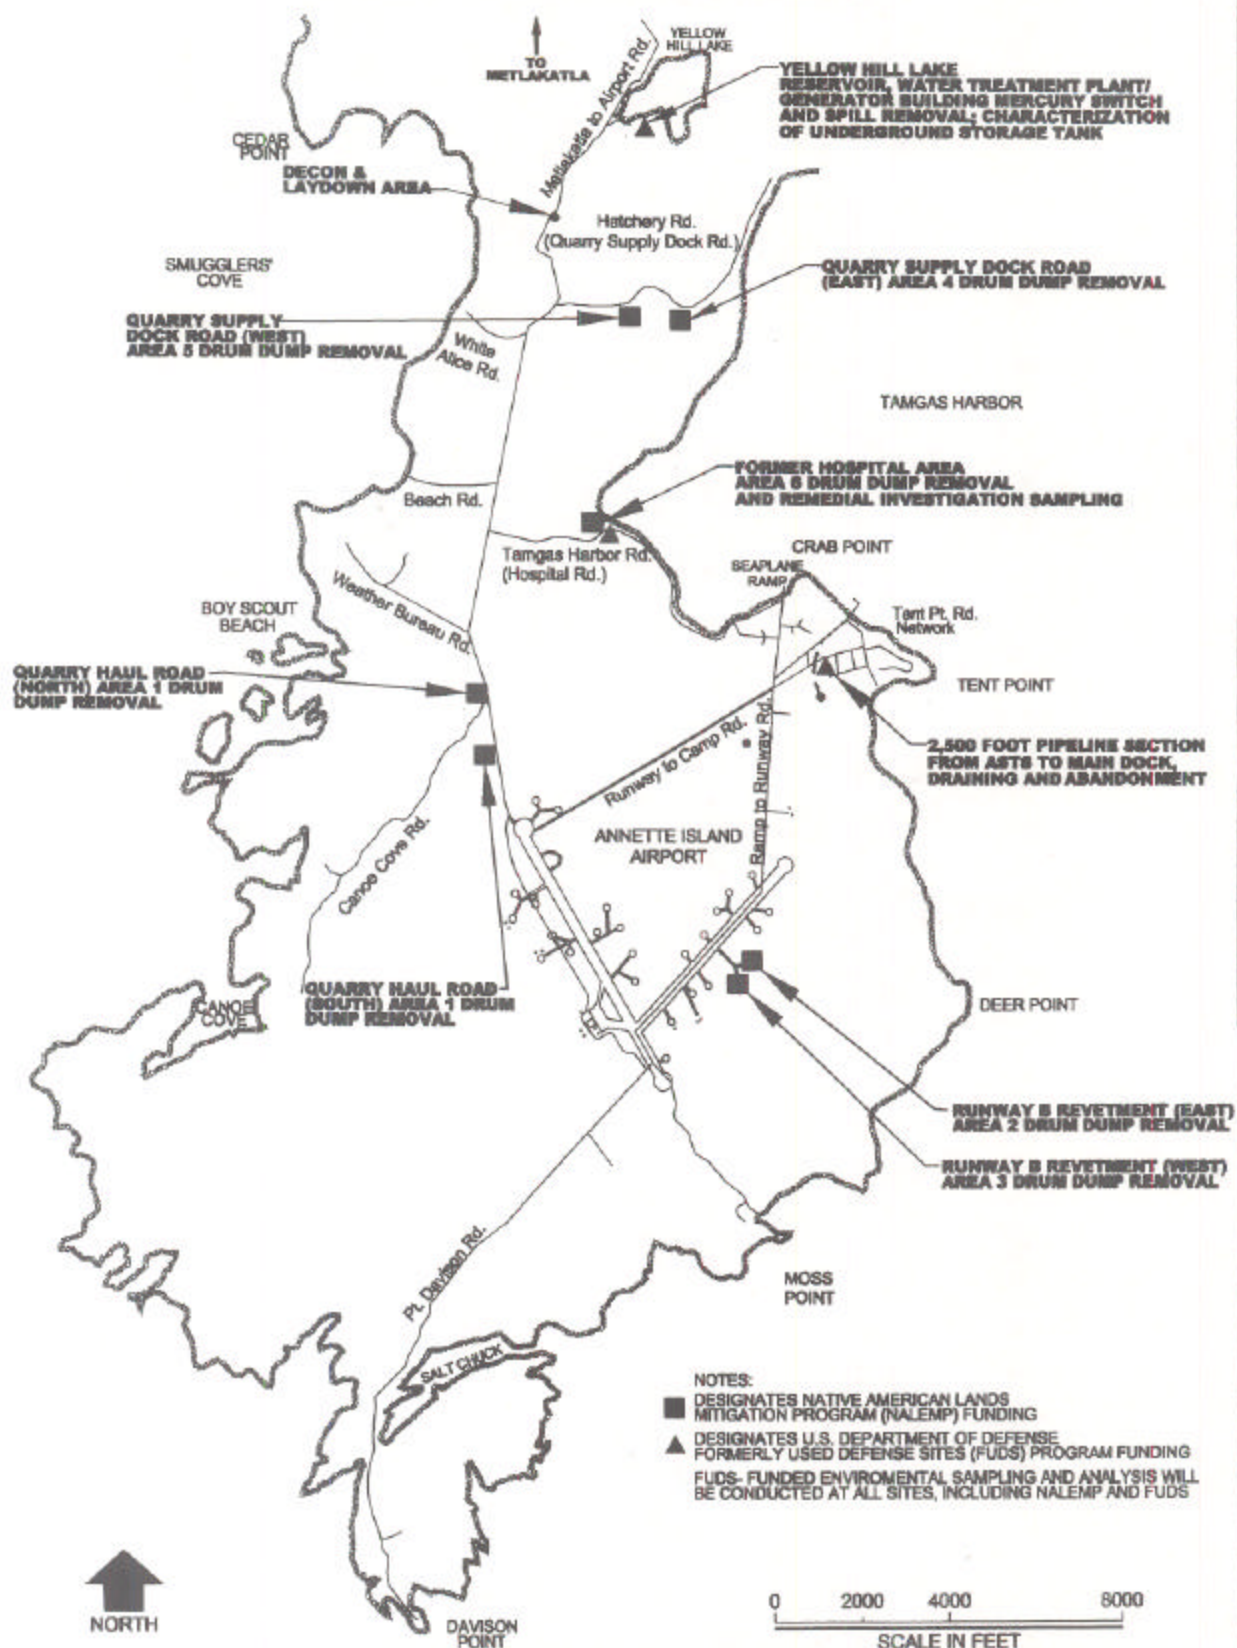 YELLOW
HILL LAKE
TO
METLAKATLA
Metlakatla to Airport Rd.
YELLOW HILL LAKE
RESERVOIR, WATER TREATMENT PLANT/
GENERATOR BUILDING MERCURY SWITCH
AND SPILL REMOVAL; CHARACTERIZATION
OF UNDERGROUND STORAGE TANK
CEDAR
POINT
DECON &
LAYDOWN AREA
Hatchery Rd.
(Quarry Supply Dock Rd.)
SMUGGLERS'
COVE
QUARRY SUPPLY DOCK ROAD
(EAST) AREA 4 DRUM DUMP REMOVAL
QUARRY SUPPLY
DOCK ROAD (WEST)
AREA 5 DRUM DUMP REMOVAL
White
Alice Rd.
TAMGAS HARBOR
FORMER HOSPITAL AREA
AREA 6 DRUM DUMP REMOVAL
AND REMEDIAL INVESTIGATION SAMPLING
Beach Rd.
Tamgas Harbor Rd.
(Hospital Rd.)
CRAB POINT
SEAPLANE
RAMP
Weather Bureau Rd.
BOY SCOUT
BEACH
Tent Pt. Rd.
Network
QUARRY HAUL ROAD
(NORTH) AREA 1 DRUM
DUMP REMOVAL
TENT POINT
Runway to Camp Rd.
Ramp to Runway Rd.
2,500 FOOT PIPELINE SECTION
FROM ASTS TO MAIN DOCK,
DRAINING AND ABANDONMENT
ANNETTE ISLAND
AIRPORT
Canoe Cove Rd.
QUARRY HAUL ROAD
(SOUTH) AREA 1 DRUM
DUMP REMOVAL
CANOE
COVE
DEER POINT
RUNWAY B REVETMENT (EAST)
AREA 2 DRUM DUMP REMOVAL
RUNWAY B REVETMENT (WEST)
AREA 3 DRUM DUMP REMOVAL
Pt. Davison Rd.
MOSS
POINT
SALT CHUCK
NOTES:
DESIGNATES NATIVE AMERICAN LANDS
MITIGATION PROGRAM (NALEMP) FUNDING
DESIGNATES U.S. DEPARTMENT OF DEFENSE
FORMERLY USED DEFENSE SITES (FUDS) PROGRAM FUNDING
FUDS- FUNDED ENVIROMENTAL SAMPLING AND ANALYSIS WILL
BE CONDUCTED AT ALL SITES, INCLUDING NALEMP AND FUDS
NORTH
DAVISON
POINT
0 2000 4000 8000
SCALE IN FEET